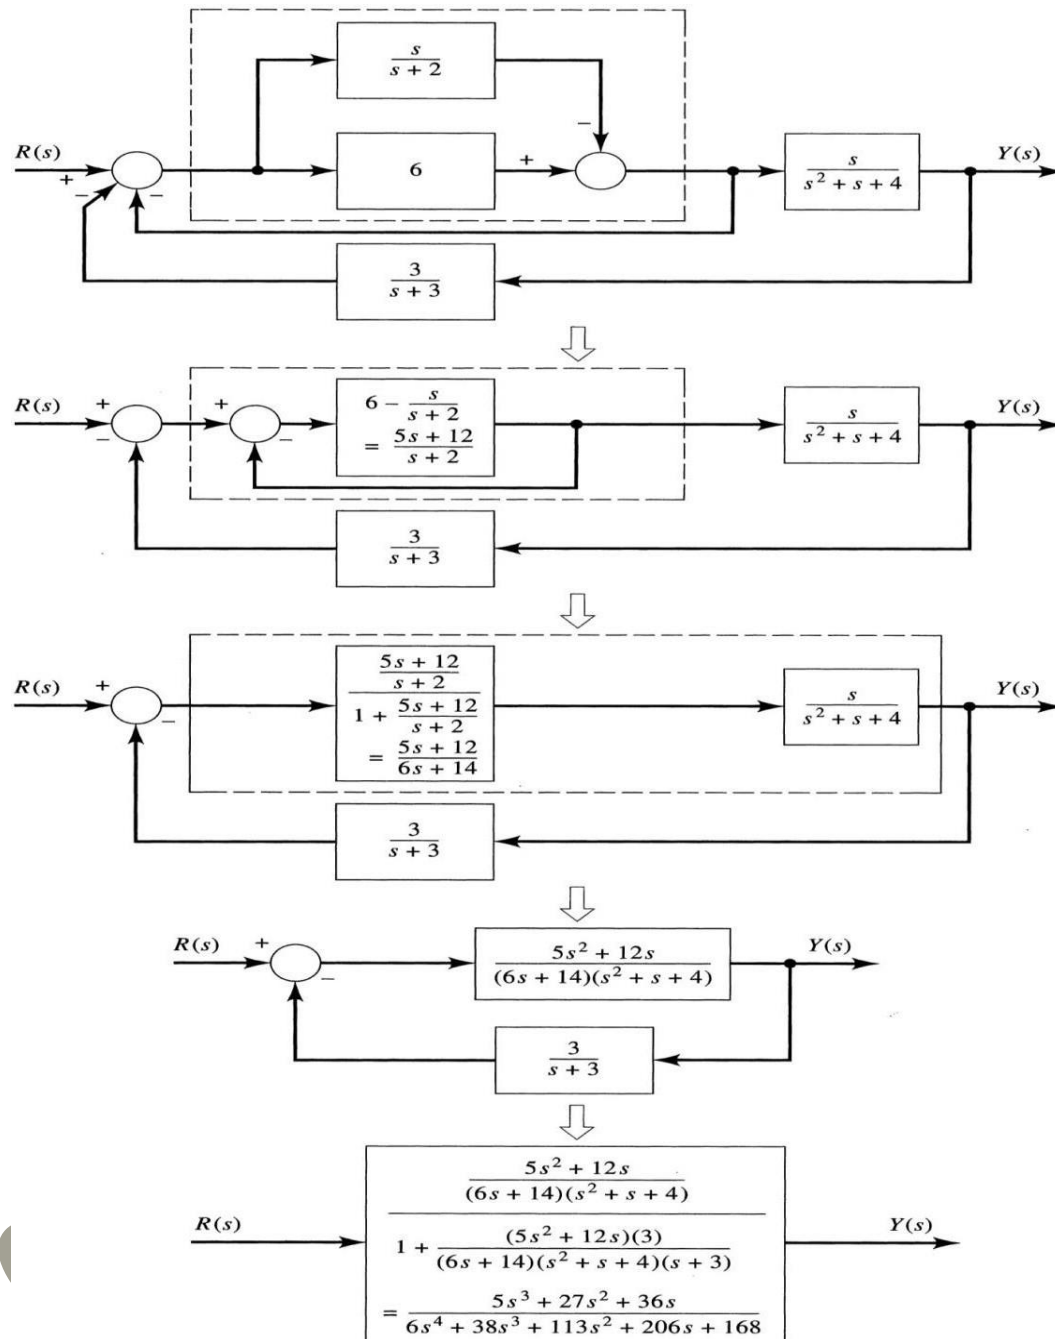 s
s + 2
−
R(s)
+
−
−
6
+
s
s² + s + 4
Y(s)
3
s + 3
R(s)
+
−
+
−
6 − s
s + 2
= 5s + 12
s + 2
s
s² + s + 4
Y(s)
3
s + 3
R(s)
+
−
5s + 12
s + 2
1 + 5s + 12
s + 2
= 5s + 12
6s + 14
s
s² + s + 4
Y(s)
3
s + 3
R(s)
+
−
5s² + 12s
(6s + 14)(s² + s + 4)
Y(s)
3
s + 3
R(s)
5s² + 12s
(6s + 14)(s² + s + 4)
1 + (5s² + 12s)(3)
(6s + 14)(s² + s + 4)(s + 3)
= 5s³ + 27s² + 36s
6s⁴ + 38s³ + 113s² + 206s + 168
Y(s)